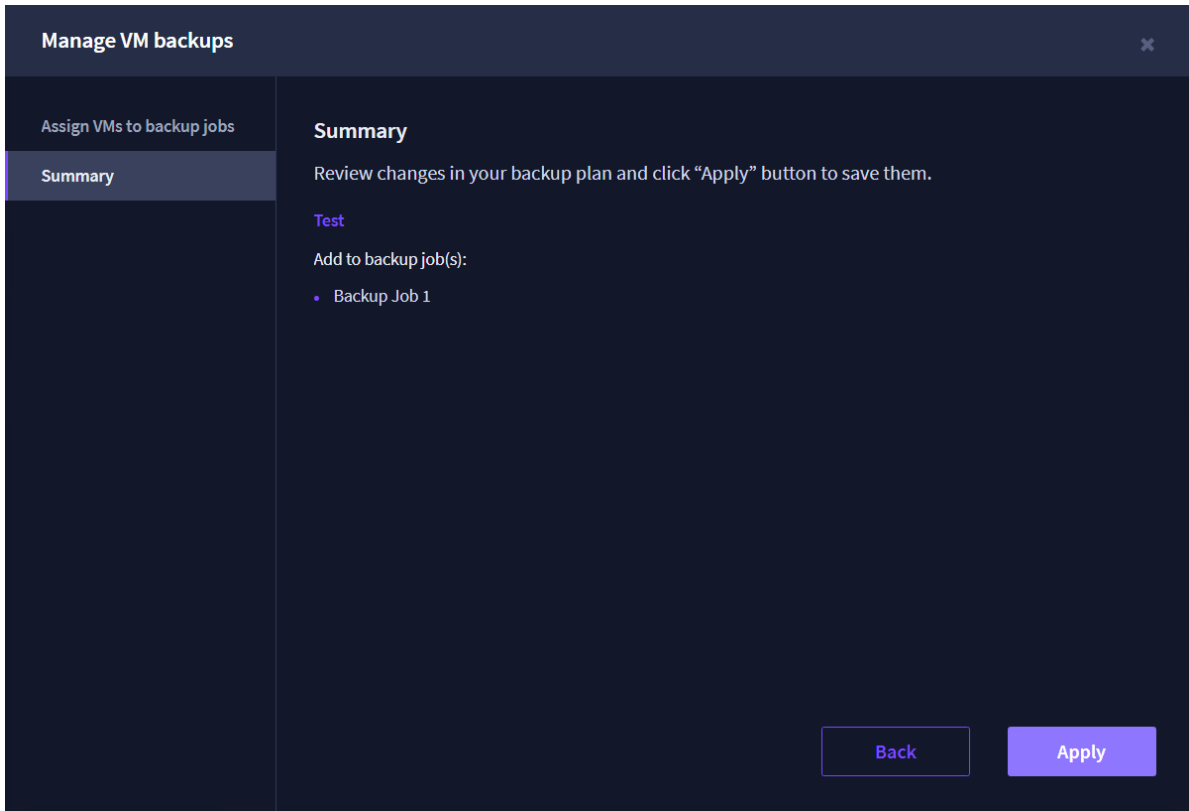 Manage VM backups
Assign VMs to backup jobs
Summary
Summary
Review changes in your backup plan and click “Apply” button to save them.
Test
Add to backup job(s):
• Backup Job 1
Back
Apply